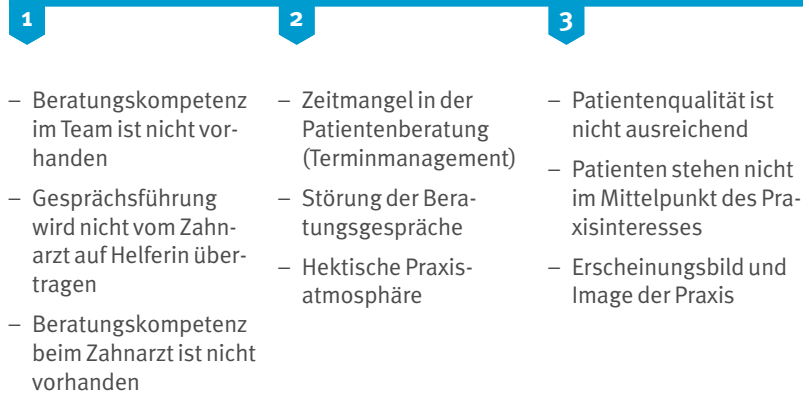 1
– Beratungskompetenz
im Team ist nicht vor-
handen
– Gesprächsführung
wird nicht vom Zahn-
arzt auf Helferin über-
tragen
– Beratungskompetenz
beim Zahnarzt ist nicht
vorhanden
2
– Zeitmangel in der
Patientenberatung
(Terminmanagement)
– Störung der Bera-
tungsgespräche
– Hektische Praxis-
atmosphäre
3
– Patientenqualität ist
nicht ausreichend
– Patienten stehen nicht
im Mittelpunkt des Pra-
xisinteresses
– Erscheinungsbild und
Image der Praxis